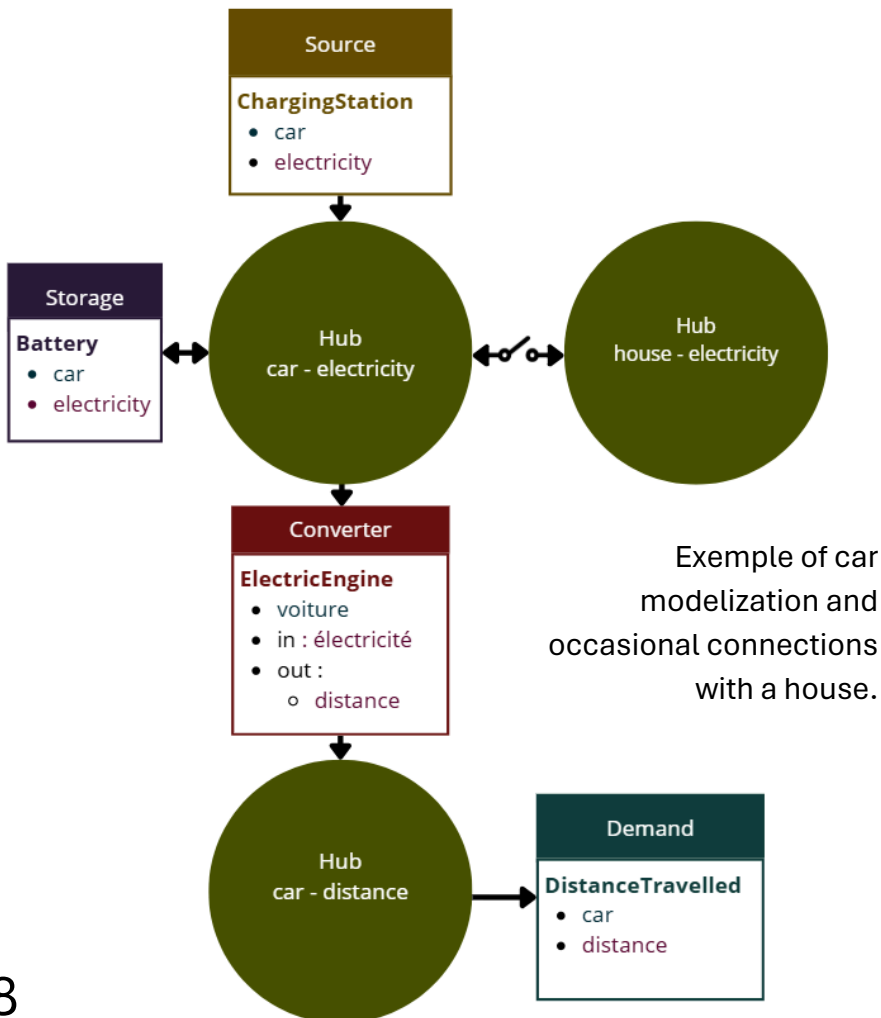 Source
ChargingStation
• car
• electricity
Storage
Battery
• car
• electricity
Hub
car - electricity
Hub
house - electricity
Converter
ElectricEngine
• voiture
• in : électricité
• out :
○ distance
Exemple of car
modelization and
occasional connections
with a house.
Hub
car - distance
Demand
DistanceTravelled
• car
• distance
8